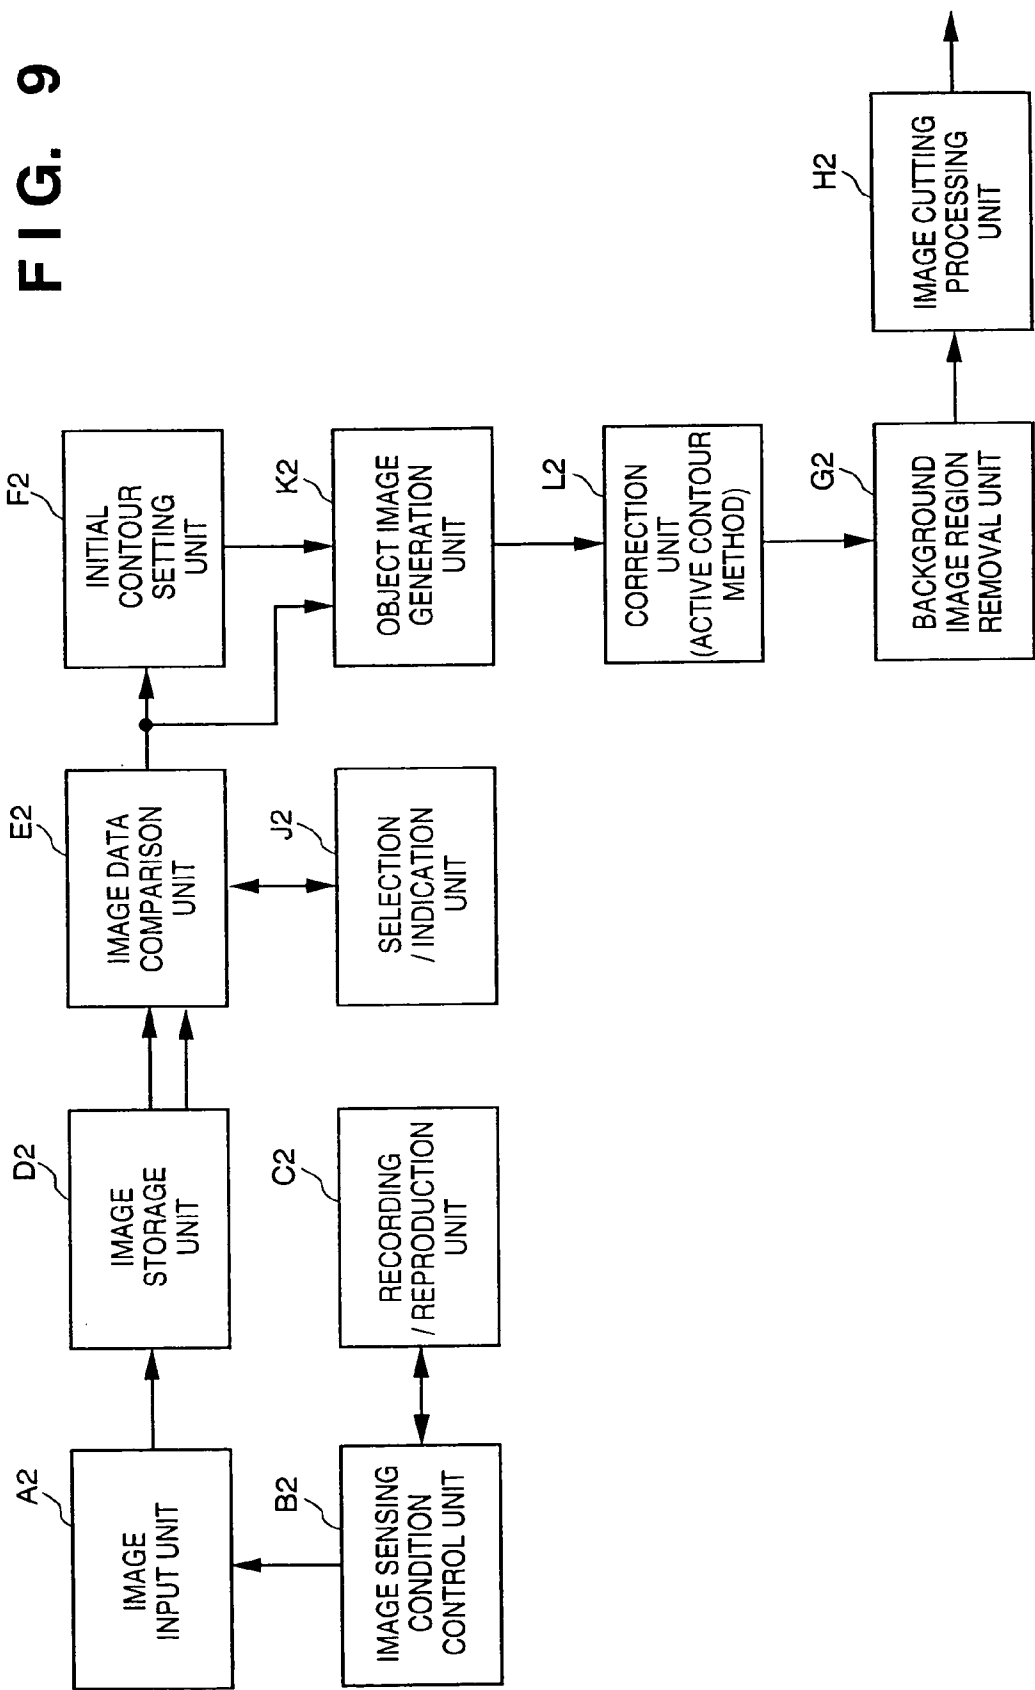 FIG. 9
A2
IMAGE
INPUT UNIT
B2
IMAGE SENSING
CONDITION
CONTROL UNIT
C2
RECORDING
/ REPRODUCTION
UNIT
D2
IMAGE
STORAGE
UNIT
E2
IMAGE DATA
COMPARISON
UNIT
J2
SELECTION
/ INDICATION
UNIT
F2
INITIAL
CONTOUR
SETTING
UNIT
K2
OBJECT IMAGE
GENERATION
UNIT
L2
CORRECTION
UNIT
(ACTIVE CONTOUR
METHOD)
G2
BACKGROUND
IMAGE REGION
REMOVAL UNIT
H2
IMAGE CUTTING
PROCESSING
UNIT